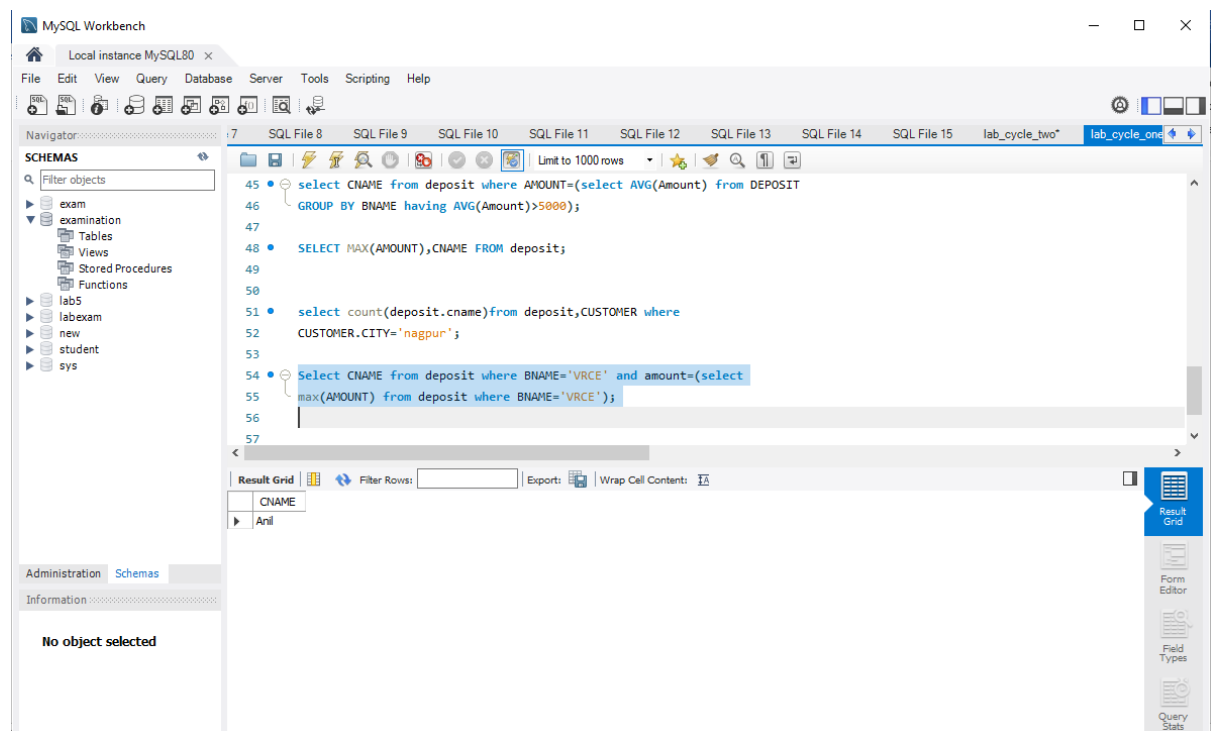 MySQL Workbench
Local instance MySQL80
File Edit View Query Database Server Tools Scripting Help
Navigator
SCHEMAS
Filter objects
exam
examination
Tables
Views
Stored Procedures
Functions
lab5
labexam
new
student
sys
Administration Schemas
Information
No object selected
7 SQL File 8 SQL File 9 SQL File 10 SQL File 11 SQL File 12 SQL File 13 SQL File 14 SQL File 15 lab_cycle_two* lab_cycle_one
Limit to 1000 rows
45 select CNAME from deposit where AMOUNT=(select AVG(Amount) from DEPOSIT
46 GROUP BY BNAME having AVG(Amount)>5000);
47
48 SELECT MAX(AMOUNT),CNAME FROM deposit;
49
50
51 select count(deposit.cname)from deposit,CUSTOMER where
52 CUSTOMER.CITY='nagpur';
53
54 Select CNAME from deposit where BNAME='VRCE' and amount=(select
55 max(AMOUNT) from deposit where BNAME='VRCE');
56
57
Result Grid Filter Rows: Export: Wrap Cell Content:
CNAME
Anil
Result
Grid
Form
Editor
Field
Types
Query
Stats